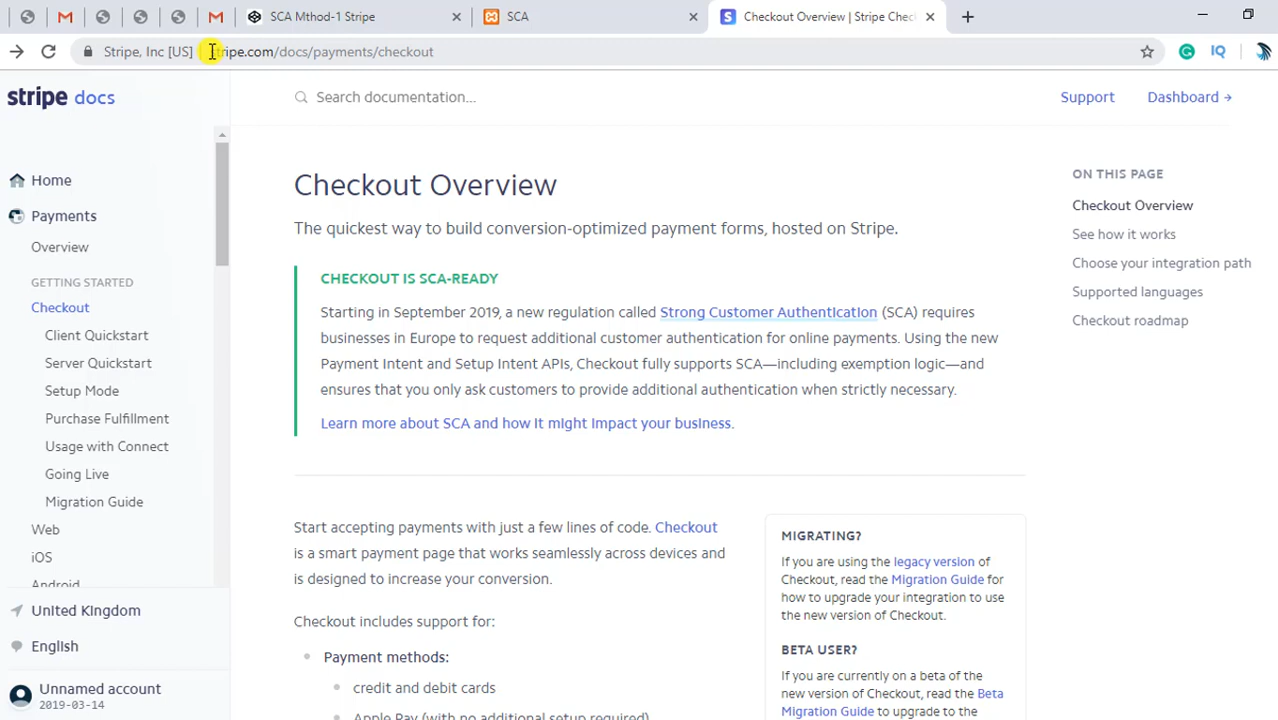 SCA Mthod-1 Stripe
SCA
Checkout Overview | Stripe Chec
Stripe, Inc [US]
stripe.com/docs/payments/checkout
IQ
stripe docs
Search documentation...
Support
Dashboard →
Home
Payments
Overview
GETTING STARTED
Checkout
Client Quickstart
Server Quickstart
Setup Mode
Purchase Fulfillment
Usage with Connect
Going Live
Migration Guide
Web
iOS
Android
United Kingdom
English
Unnamed account
2019-03-14
Checkout Overview
The quickest way to build conversion-optimized payment forms, hosted on Stripe.
CHECKOUT IS SCA-READY
Starting in September 2019, a new regulation called Strong Customer Authentication (SCA) requires
businesses in Europe to request additional customer authentication for online payments. Using the new
Payment Intent and Setup Intent APIs, Checkout fully supports SCA—including exemption logic—and
ensures that you only ask customers to provide additional authentication when strictly necessary.
Learn more about SCA and how it might impact your business.
Start accepting payments with just a few lines of code. Checkout
is a smart payment page that works seamlessly across devices and
is designed to increase your conversion.
Checkout includes support for:
Payment methods:
credit and debit cards
Apple Pay (with no additional setup required)
MIGRATING?
If you are using the legacy version of
Checkout, read the Migration Guide for
how to upgrade your integration to use
the new version of Checkout.
BETA USER?
If you are currently on a beta of the
new version of Checkout, read the Beta
Migration Guide to upgrade to the
ON THIS PAGE
Checkout Overview
See how it works
Choose your integration path
Supported languages
Checkout roadmap